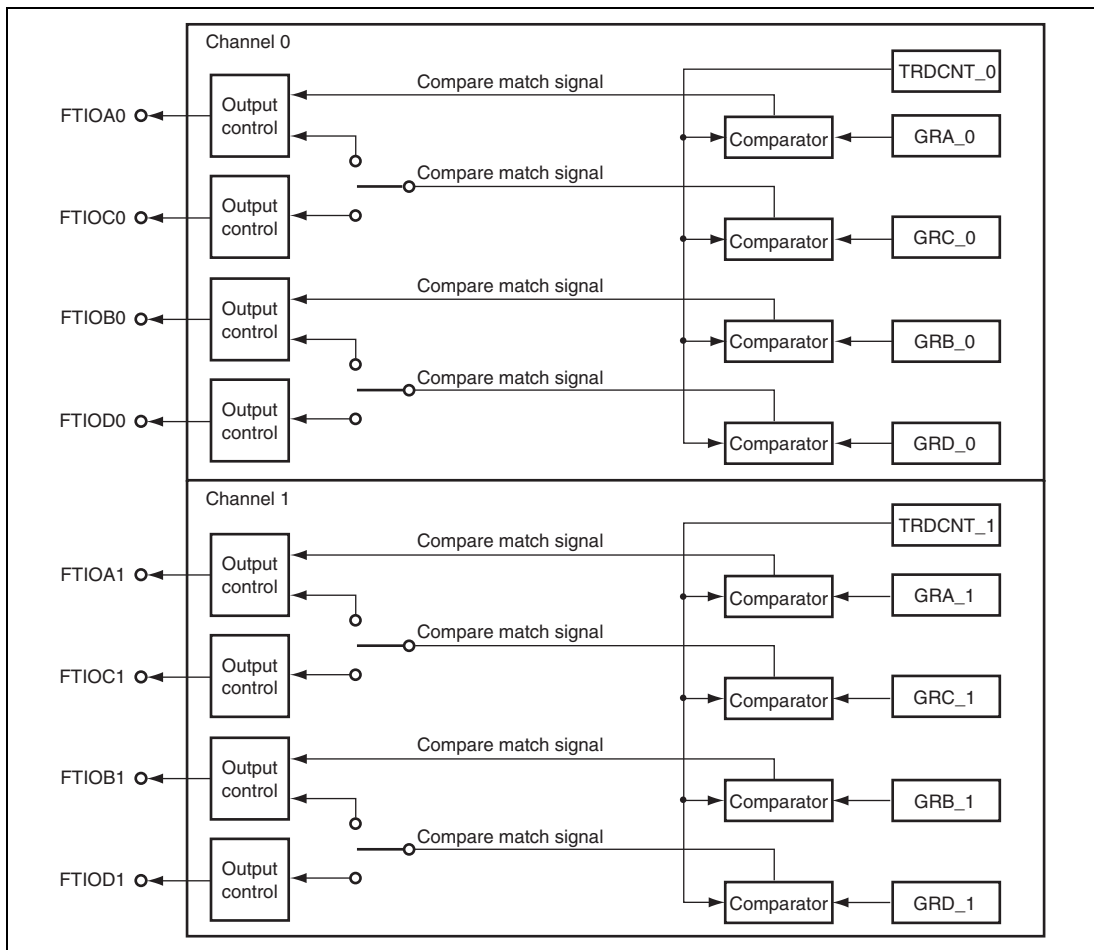 Channel 0
TRDCNT_0
Compare match signal
FTIOA0
Output
control
Comparator
GRA_0
Compare match signal
FTIOC0
Output
control
Comparator
GRC_0
Compare match signal
FTIOB0
Output
control
Comparator
GRB_0
Compare match signal
FTIOD0
Output
control
Comparator
GRD_0
Channel 1
TRDCNT_1
Compare match signal
FTIOA1
Output
control
Comparator
GRA_1
Compare match signal
FTIOC1
Output
control
Comparator
GRC_1
Compare match signal
FTIOB1
Output
control
Comparator
GRB_1
Compare match signal
FTIOD1
Output
control
Comparator
GRD_1